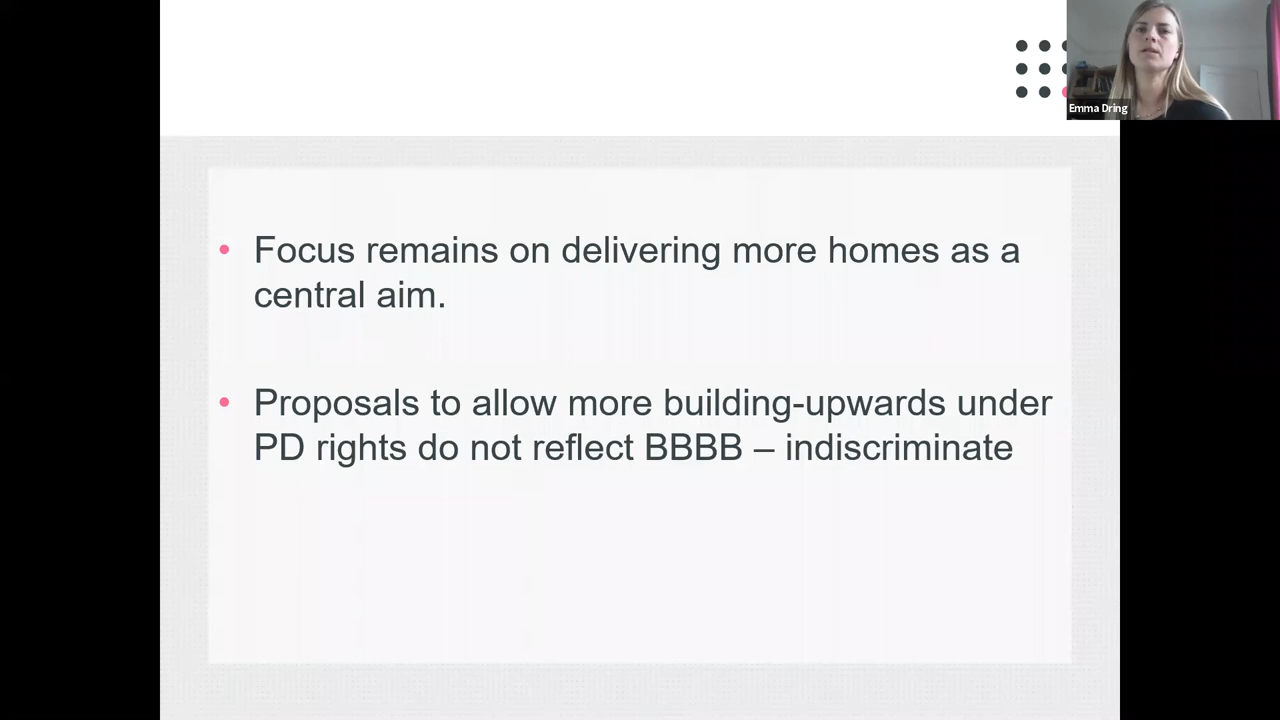 Emma Dring
• Focus remains on delivering more homes as a
central aim.
• Proposals to allow more building-upwards under
PD rights do not reflect BBBB – indiscriminate